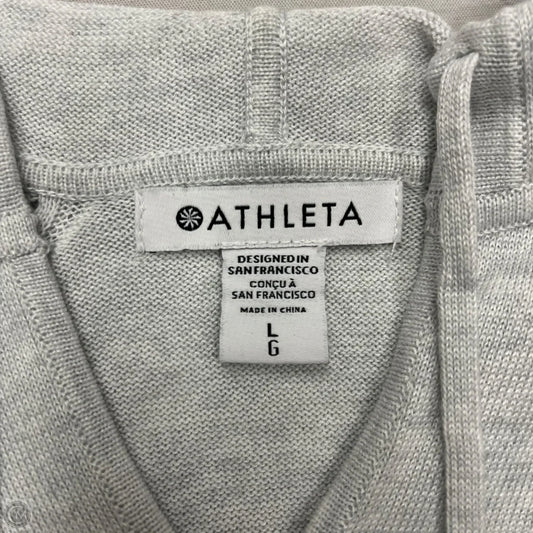 ATHLETA
DESIGNED IN
SAN FRANCISCO
CONÇU À
SAN FRANCISCO
MADE IN CHINA
L
G